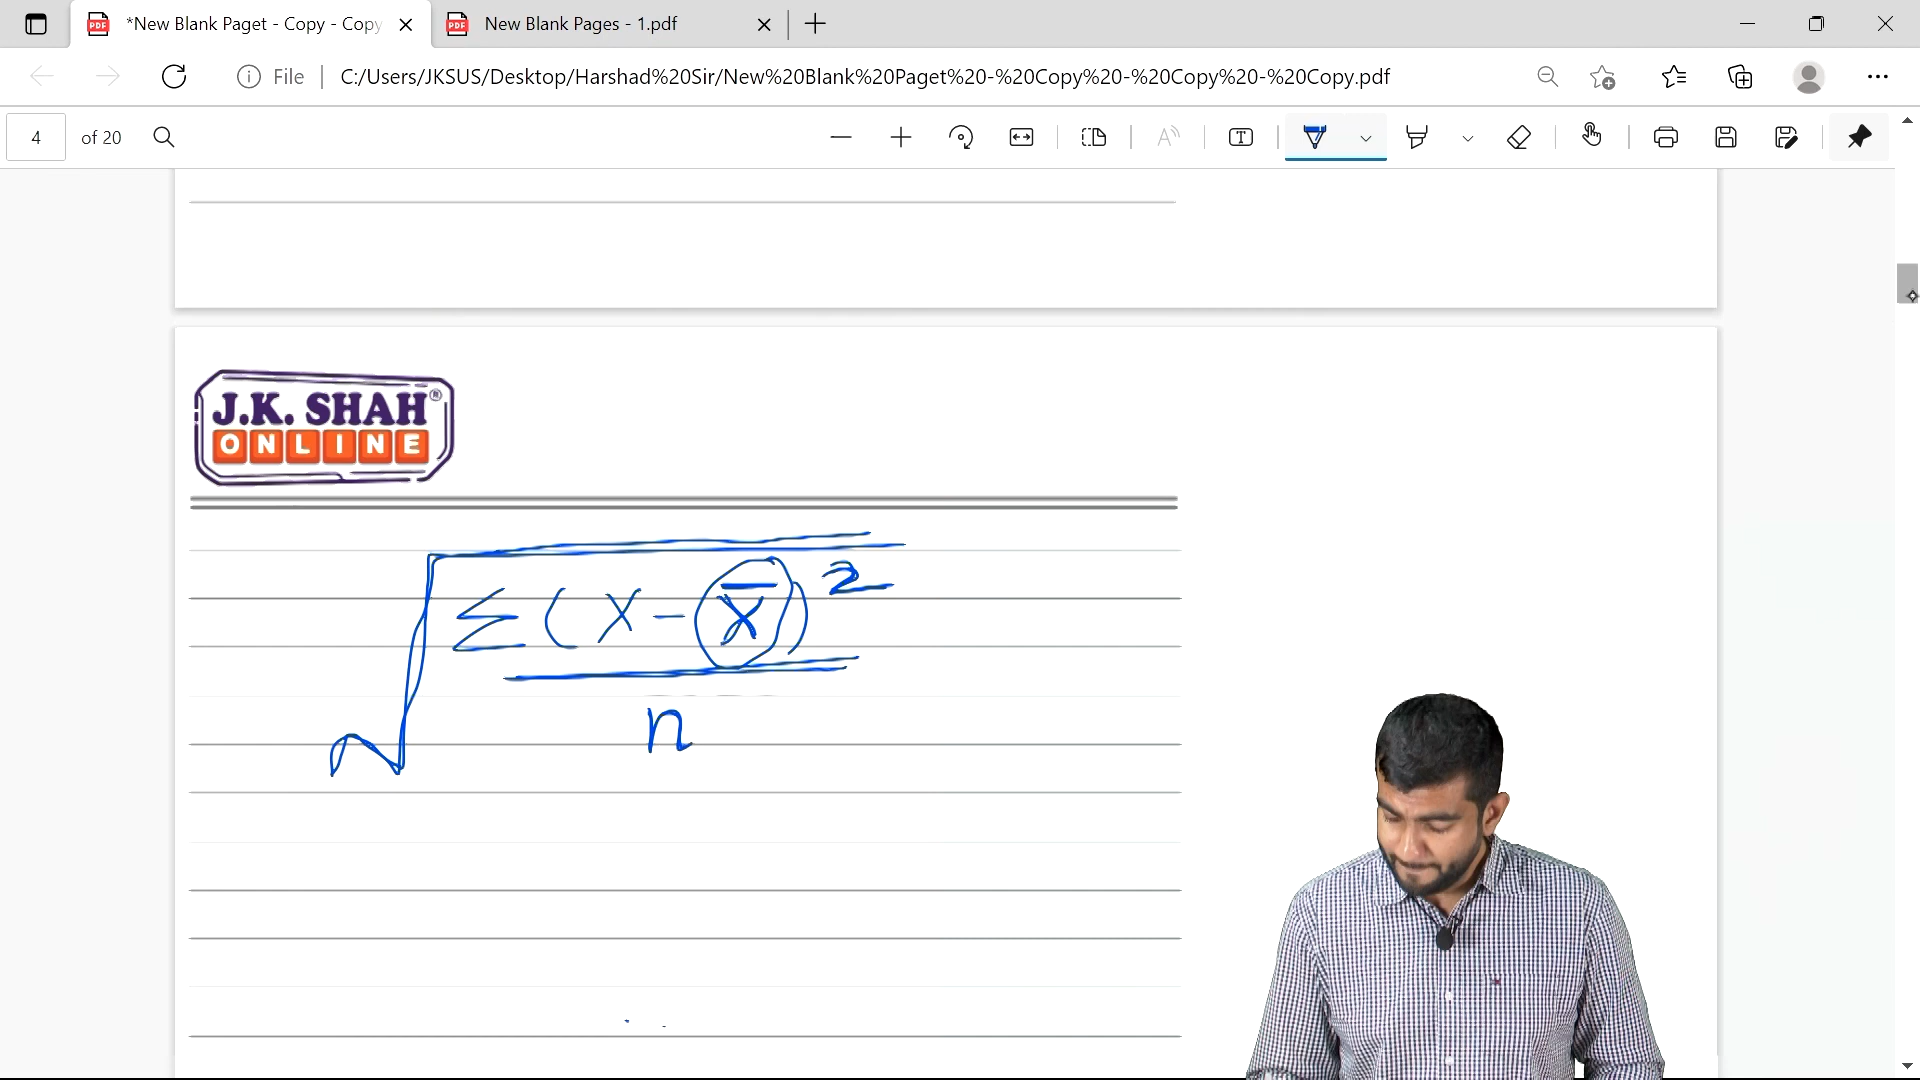 *New Blank Paget - Copy - Copy
New Blank Pages - 1.pdf
File
C:/Users/JKSUS/Desktop/Harshad%20Sir/New%20Blank%20Paget%20-%20Copy%20-%20Copy%20-%20Copy.pdf
4 of 20
J.K. SHAH®
ONLINE
√
Σ(x-x̄)²
n